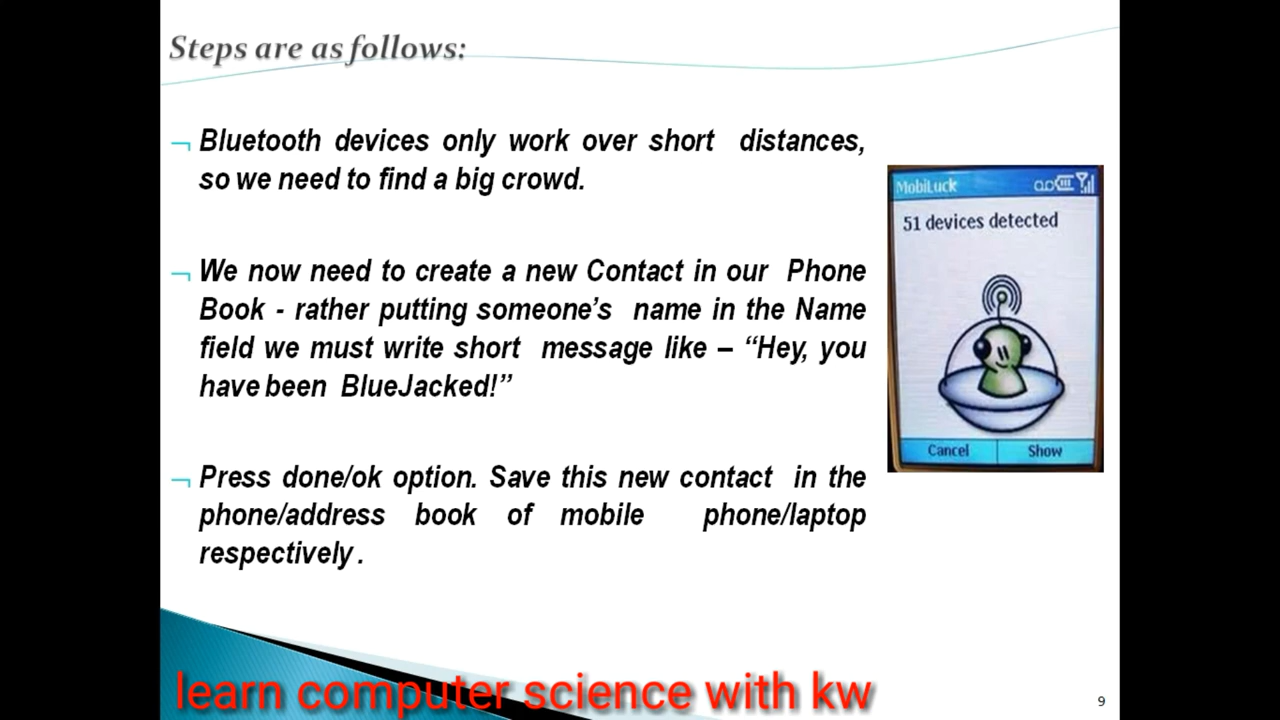 Steps are as follows:
Bluetooth devices only work over short distances,
so we need to find a big crowd.
We now need to create a new Contact in our Phone
Book - rather putting someone's name in the Name
field we must write short message like – “Hey, you
have been BlueJacked!”
Press done/ok option. Save this new contact in the
phone/address book of mobile phone/laptop
respectively.
MobiLuck
51 devices detected
Cancel Show
learn computer science with kw
9